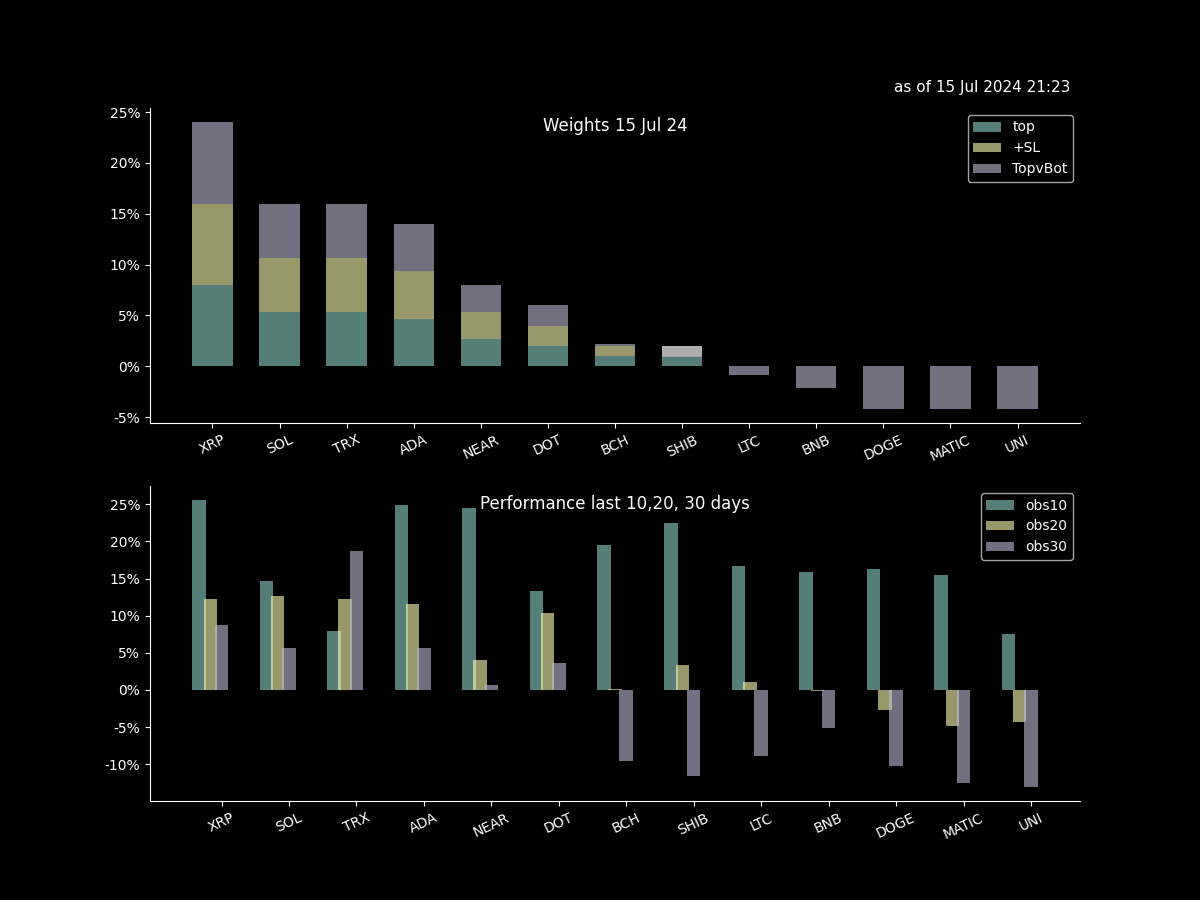 as of 15 Jul 2024 21:23
Weights 15 Jul 24
25%
20%
15%
10%
5%
0%
-5%
top
+SL
TopvBot
XRP SOL TRX ADA NEAR DOT BCH SHIB LTC BNB DOGE MATIC UNI
Performance last 10,20, 30 days
25%
20%
15%
10%
5%
0%
-5%
-10%
obs10
obs20
obs30
XRP SOL TRX ADA NEAR DOT BCH SHIB LTC BNB DOGE MATIC UNI